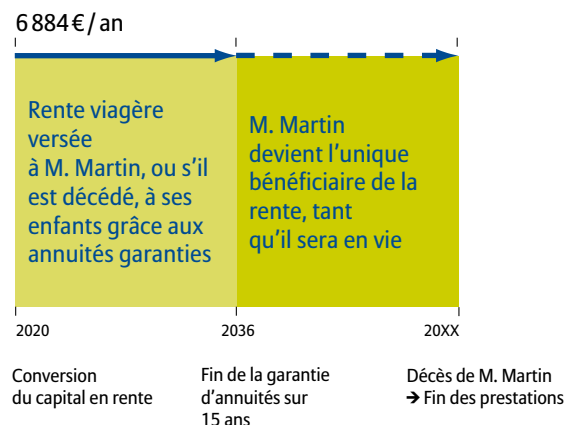 6 884 € / an
Rente viagère
versée
à M. Martin, ou s’il
est décédé, à ses
enfants grâce aux
annuités garanties
M. Martin
devient l’unique
bénéficiaire de la
rente, tant
qu’il sera en vie
2020
2036
20XX
Conversion
du capital en rente
Fin de la garantie
d’annuités sur
15 ans
Décès de M. Martin
➔ Fin des prestations